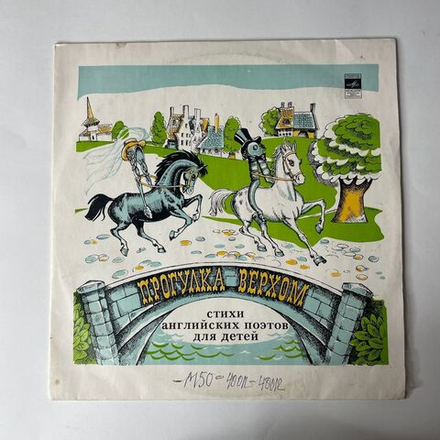 ПРОГУЛКА ВЕРХОМ
СТИХИ
АНГЛИЙСКИХ ПОЭТОВ
ДЛЯ ДЕТЕЙ